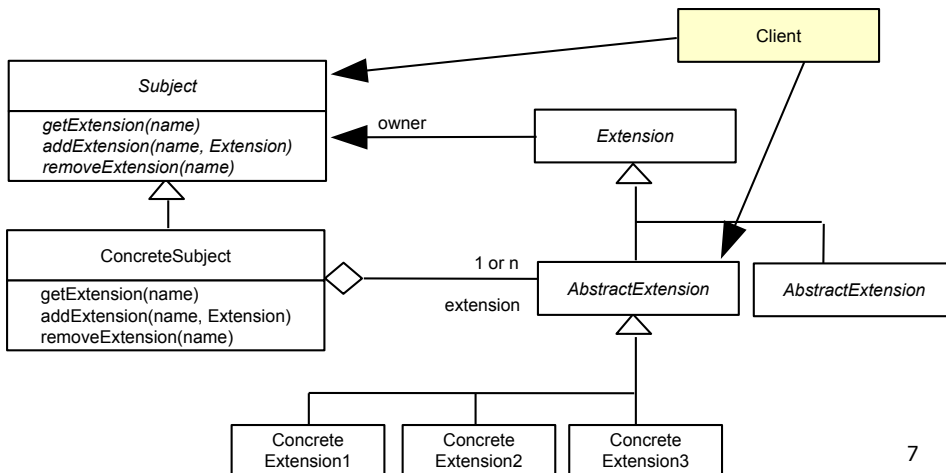 Client
Subject
getExtension(name)
addExtension(name, Extension)
removeExtension(name)
owner
Extension
ConcreteSubject
getExtension(name)
addExtension(name, Extension)
removeExtension(name)
1 or n
extension
AbstractExtension
AbstractExtension
Concrete
Extension1
Concrete
Extension2
Concrete
Extension3
7